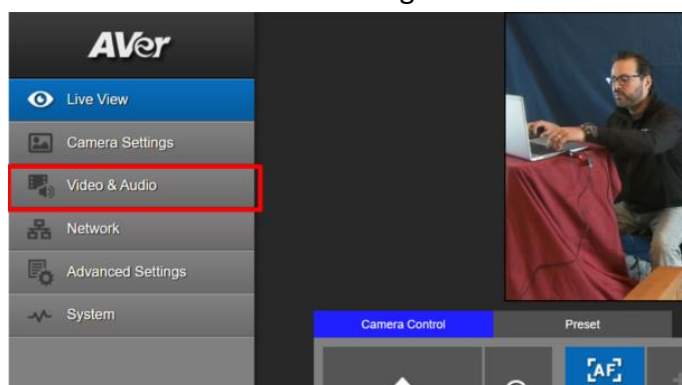 AVer
Live View
Camera Settings
Video & Audio
Network
Advanced Settings
System
Camera Control
Preset
AF